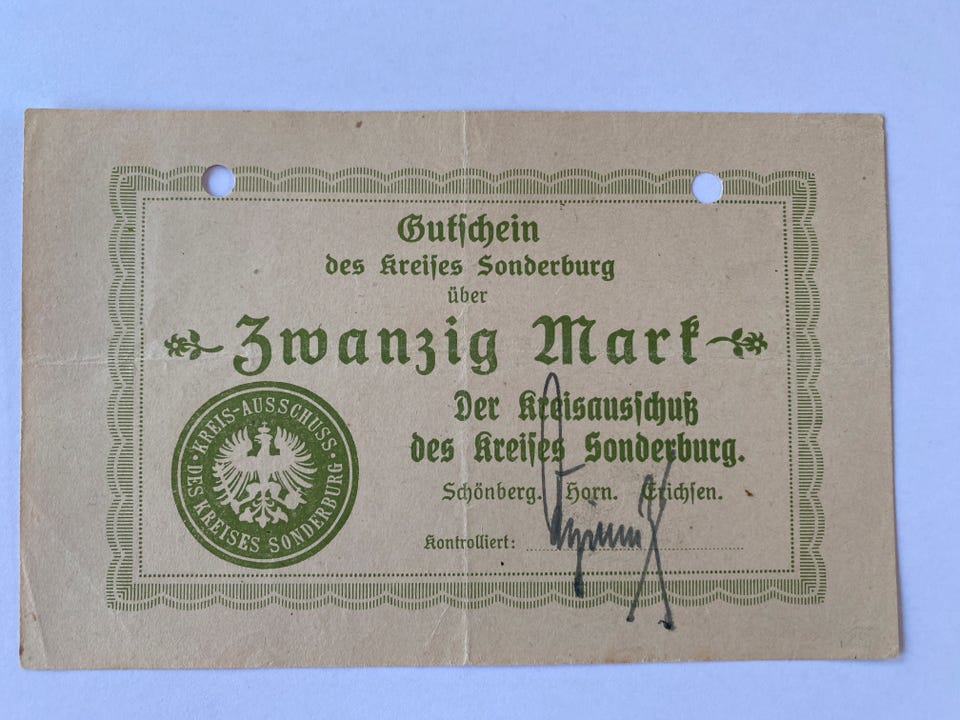 Gutschein
des Kreises Sonderburg
über
Zwanzig Mark
Der Kreisausschuß
des Kreises Sonderburg.
Schönberg. Horn. Erichsen.
Kontrolliert:
· KREIS-AUSSCHUSS · DES KREISES SONDERBURG